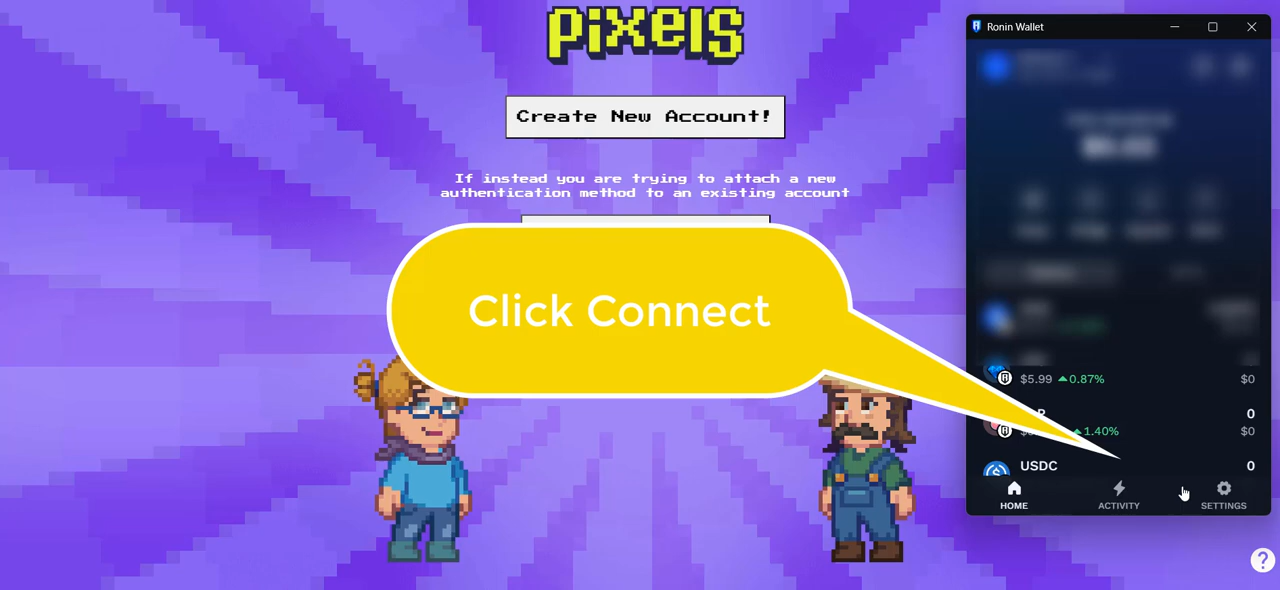 pixels
Create New Account!
If instead you are trying to attach a new
authentication method to an existing account
Click Connect
Ronin Wallet
$5.99 0.87% $0
0
1.40% $0
USDC 0
HOME ACTIVITY SETTINGS
?